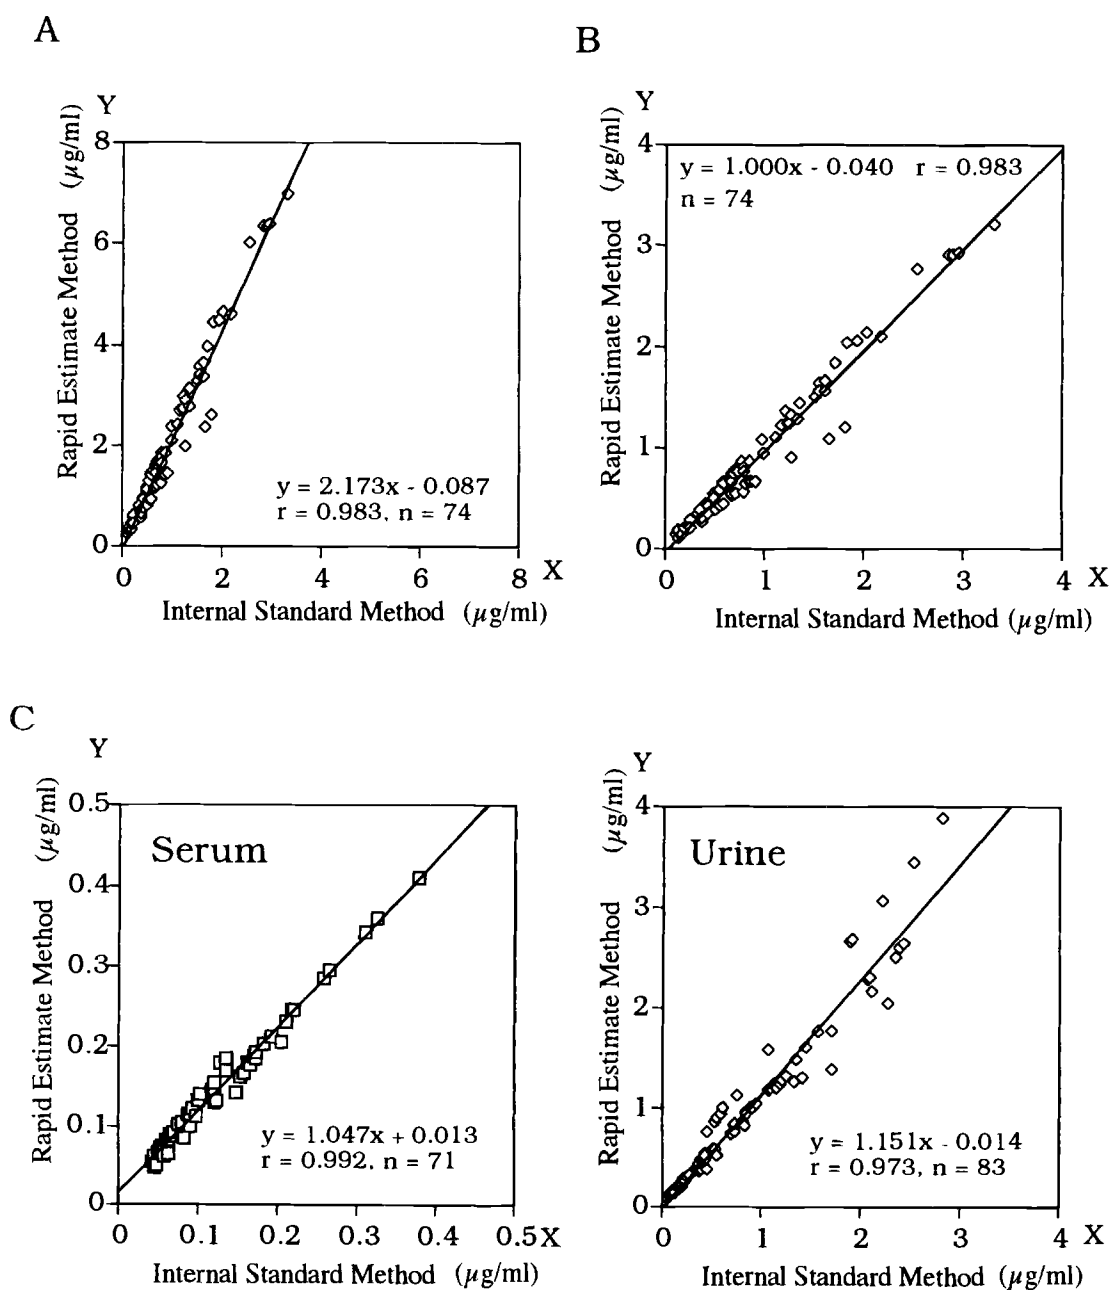 A
Y
Rapid Estimate Method (μg/ml)
8
6
4
2
0
y = 2.173x - 0.087
r = 0.983, n = 74
0 2 4 6 8 X
Internal Standard Method (μg/ml)
B
Y
Rapid Estimate Method (μg/ml)
4
y = 1.000x - 0.040 r = 0.983
n = 74
3
2
1
0
0 1 2 3 4 X
Internal Standard Method (μg/ml)
C
Y
Rapid Estimate Method (μg/ml)
0.5
Serum
0.4
0.3
0.2
0.1
0
y = 1.047x + 0.013
r = 0.992, n = 71
0 0.1 0.2 0.3 0.4 0.5 X
Internal Standard Method (μg/ml)
Y
Rapid Estimate Method (μg/ml)
4
Urine
3
2
1
0
y = 1.151x - 0.014
r = 0.973, n = 83
0 1 2 3 4 X
Internal Standard Method (μg/ml)